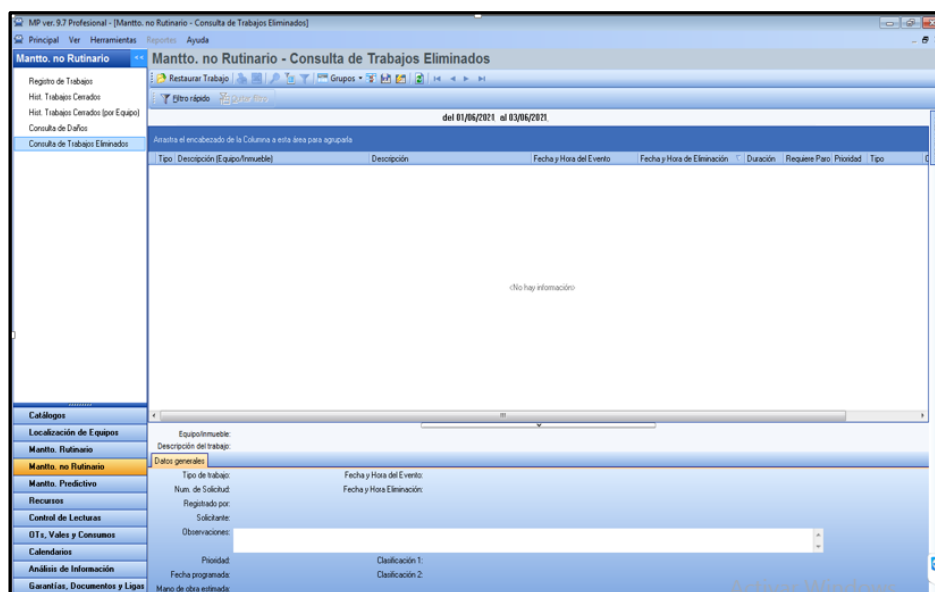 MP ver. 9.7 Profesional - [Mantto. no Rutinario - Consulta de Trabajos Eliminados]
Principal Ver Herramientas Reportes Ayuda
Mantto. no Rutinario <<
Mantto. no Rutinario - Consulta de Trabajos Eliminados
Registro de Trabajos
Hist. Trabajos Cerrados
Hist. Trabajos Cerrados (por Equipo)
Consulta de Daños
Consulta de Trabajos Eliminados
Restaurar Trabajo Grupos
Filtro rápido Quitar filtro
del 01/06/2021 al 03/06/2021
Arrastra el encabezado de la Columna a esta área para agruparla
Tipo Descripción (Equipo/Inmueble) Descripción Fecha y Hora del Evento Fecha y Hora de Eliminación Duración Requiere Paro Prioridad Tipo
<No hay información>
Catálogos
Localización de Equipos
Mantto. Rutinario
Mantto. no Rutinario
Mantto. Predictivo
Recursos
Control de Lecturas
OTs, Vales y Consumos
Calendarios
Análisis de Información
Garantías, Documentos y Ligas
Equipo/Inmueble:
Descripción del trabajo:
Datos generales
Tipo de trabajo: Fecha y Hora del Evento:
Num. de Solicitud: Fecha y Hora Eliminación:
Registrado por:
Solicitante:
Observaciones:
Prioridad: Clasificación 1:
Fecha programada: Clasificación 2:
Mano de obra estimada: